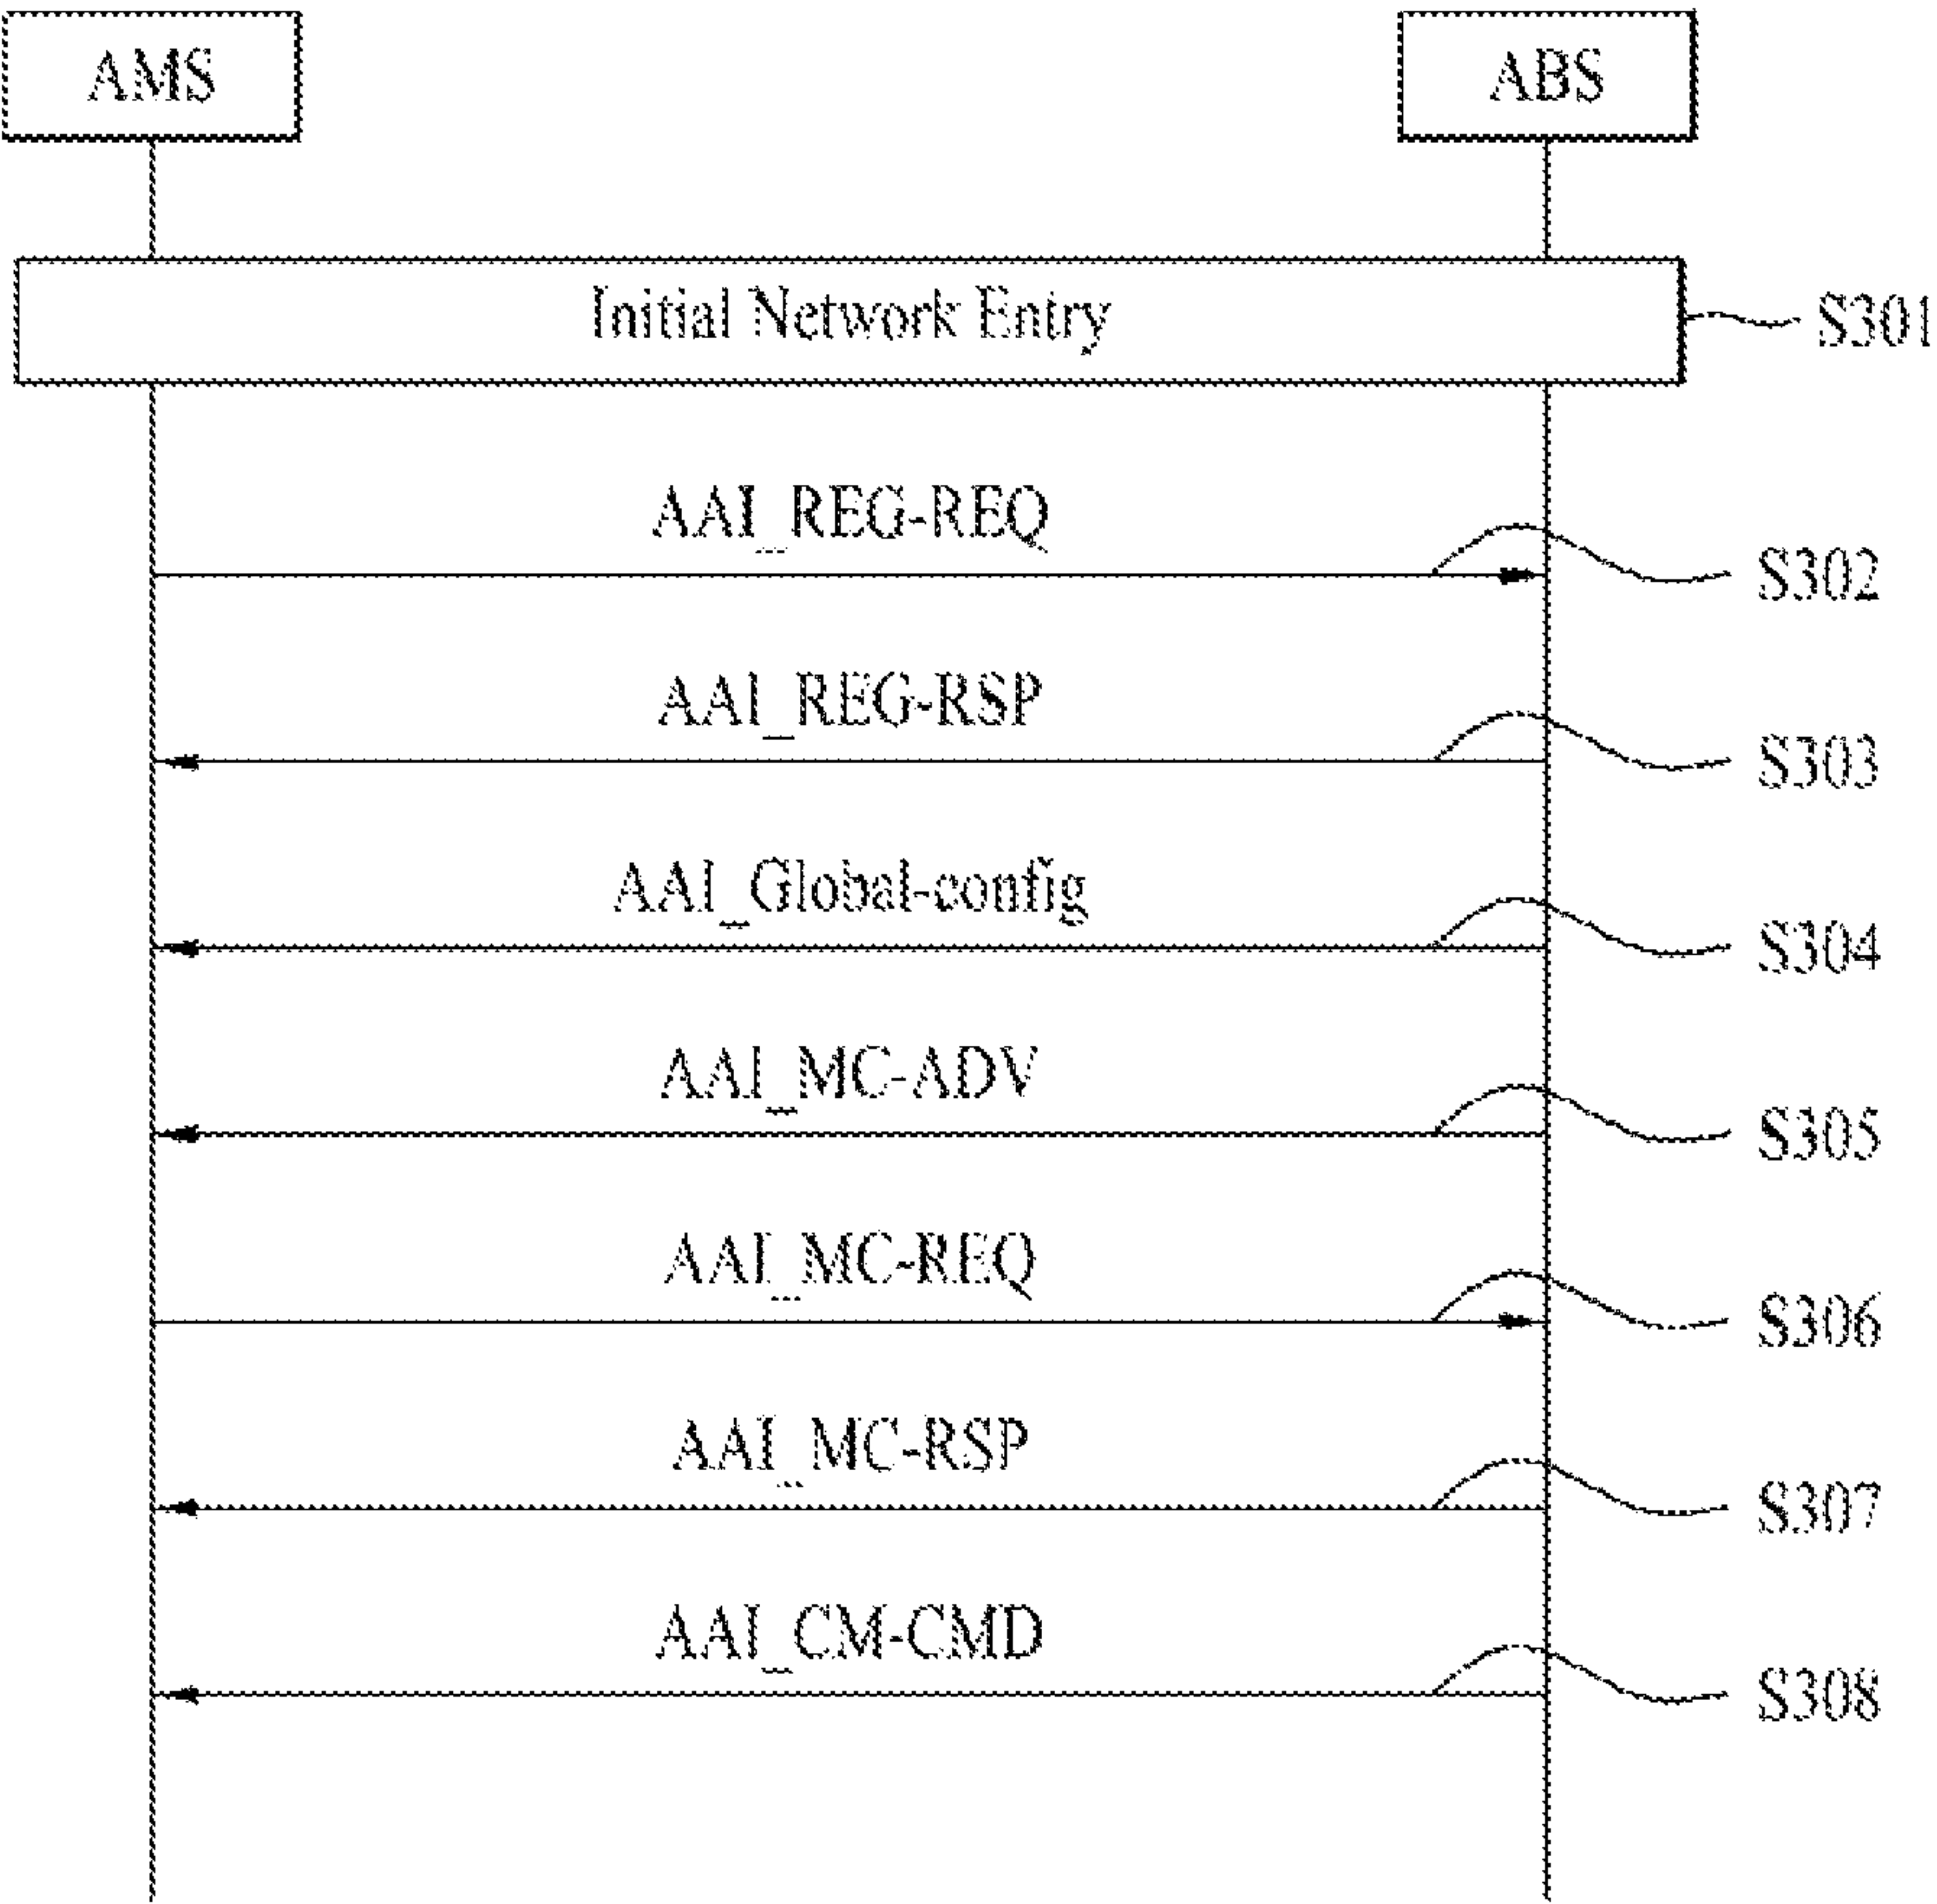 AMS
ABS
Initial Network Entry
S301
AAI_REG-REQ
S302
AAI_REG-RSP
S303
AAI_Global-config
S304
AAI_MC-ADV
S305
AAI_MC-REQ
S306
AAI_MC-RSP
S307
AAI_CM-CMD
S308